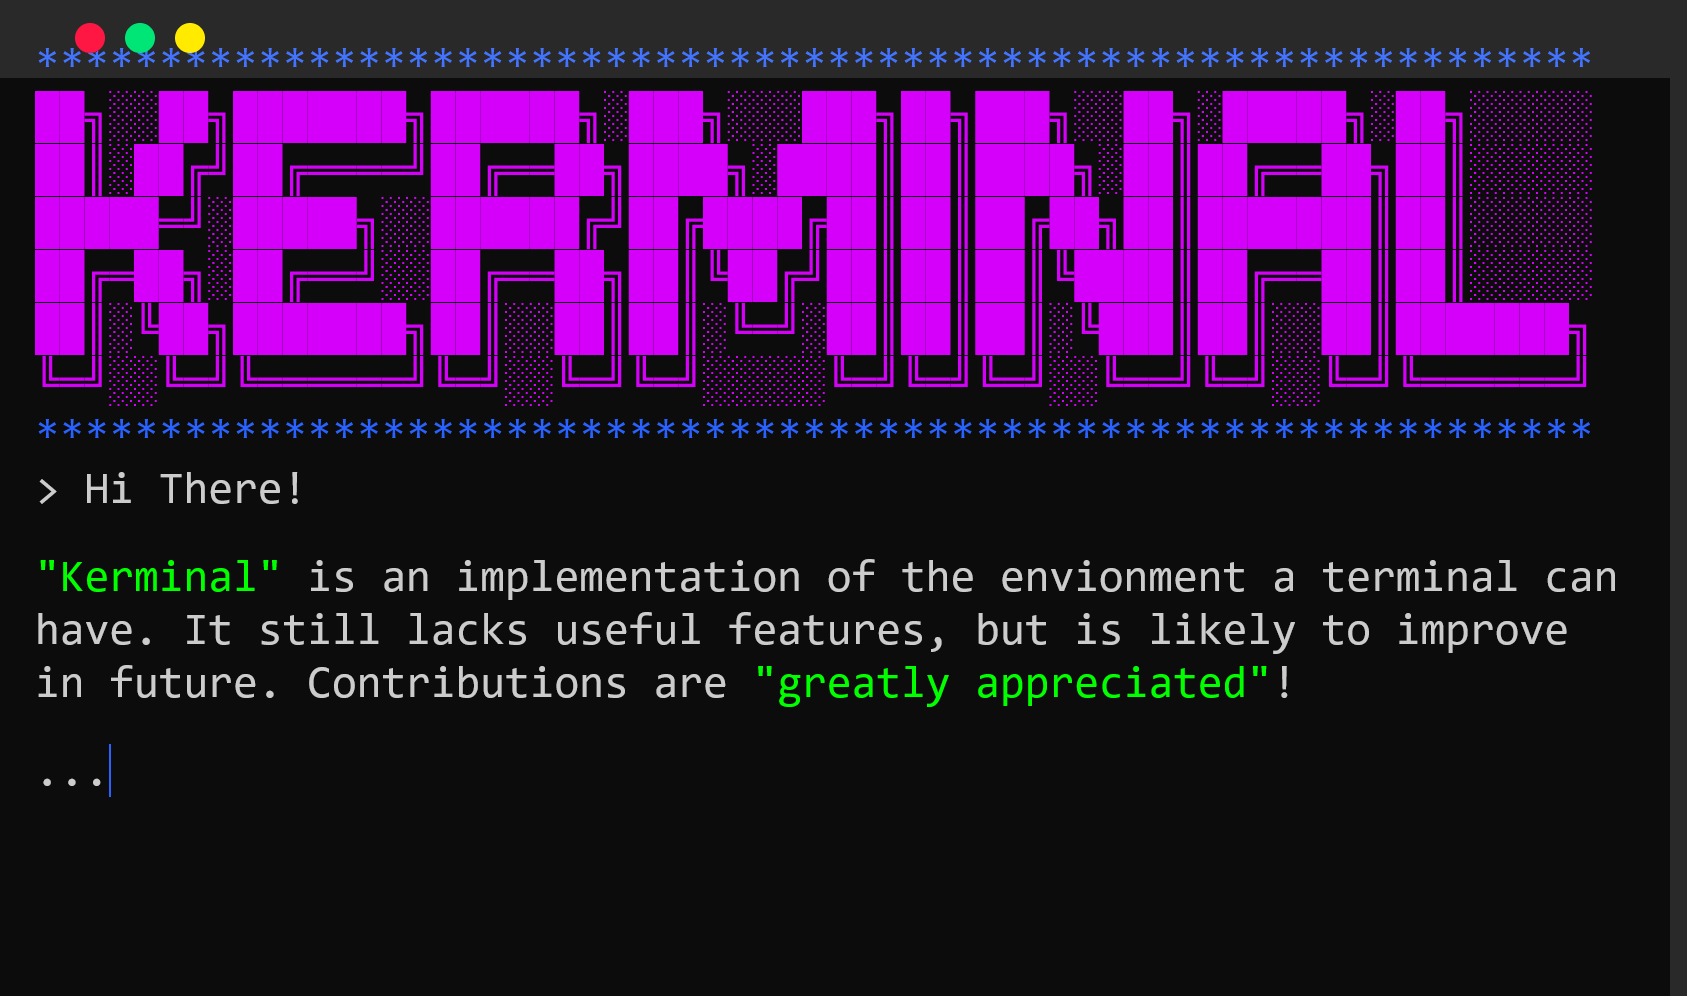 ***************************************************************
KERMINAL
***************************************************************
> Hi There!
"Kerminal" is an implementation of the envionment a terminal can
have. It still lacks useful features, but is likely to improve
in future. Contributions are "greatly appreciated"!
...